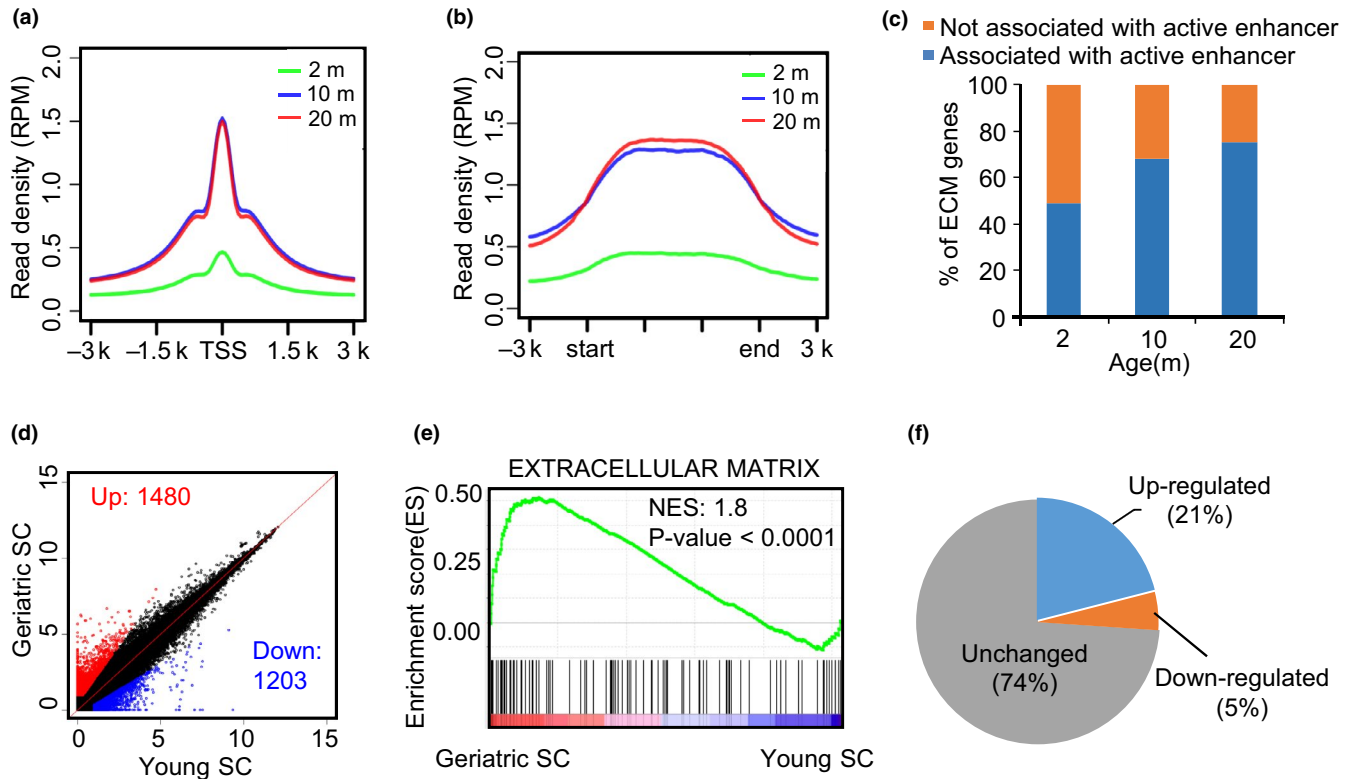 (a)
Read density (RPM)
2.0
1.5
1.0
0.5
0.0
2 m
10 m
20 m
–3 k
–1.5 k
TSS
1.5 k
3 k
(b)
Read density (RPM)
2.0
1.5
1.0
0.5
0.0
2 m
10 m
20 m
–3 k
start
end
3 k
(c)
Not associated with active enhancer
Associated with active enhancer
% of ECM genes
100
80
60
40
20
0
2
10
20
Age(m)
(d)
Geriatric SC
15
10
5
0
Up: 1480
Down:
1203
0
5
10
15
Young SC
(e)
EXTRACELLULAR MATRIX
Enrichment score(ES)
0.50
0.25
0.00
NES: 1.8
P-value < 0.0001
Geriatric SC
Young SC
(f)
Up-regulated
(21%)
Unchanged
(74%)
Down-regulated
(5%)